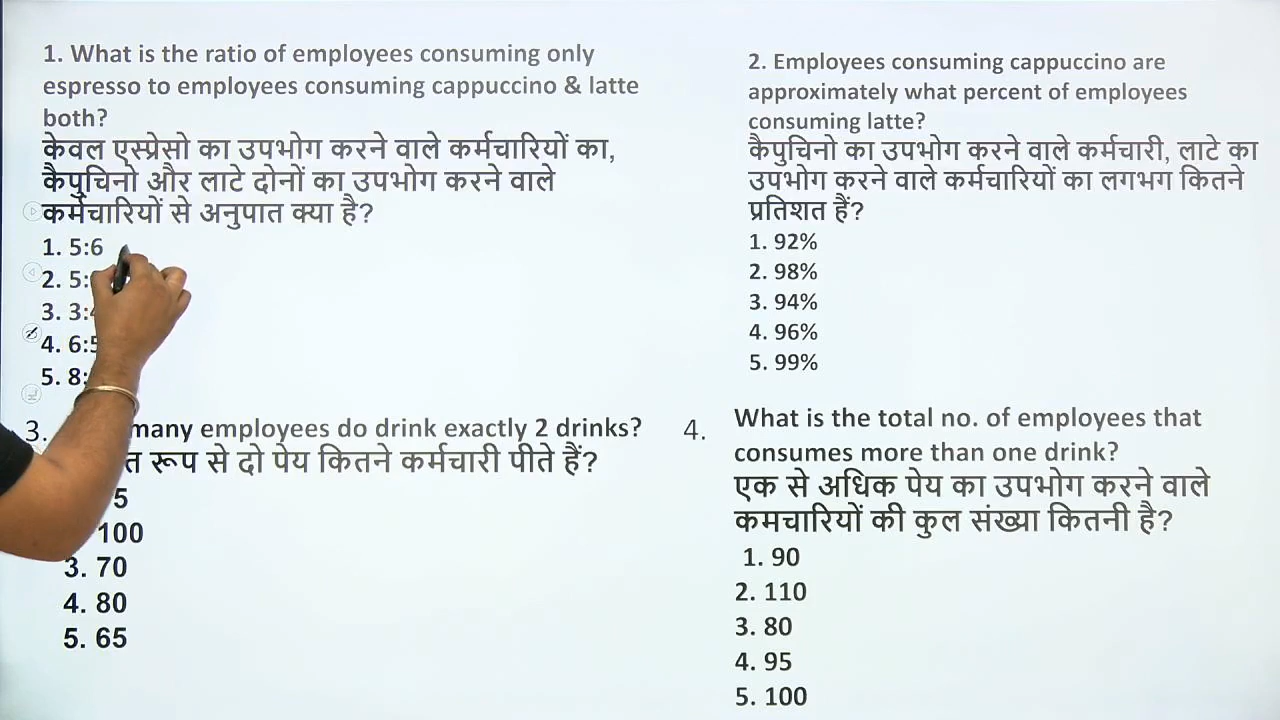 1. What is the ratio of employees consuming only
espresso to employees consuming cappuccino & latte
both?
केवल एस्प्रेसो का उपभोग करने वाले कर्मचारियों का,
कैपुचिनो और लाटे दोनों का उपभोग करने वाले
कर्मचारियों से अनुपात क्या है?
1. 5:6
2. 5:
3. 3:4
4. 6:5
5. 8:
2. Employees consuming cappuccino are
approximately what percent of employees
consuming latte?
कैपुचिनो का उपभोग करने वाले कर्मचारी, लाटे का
उपभोग करने वाले कर्मचारियों का लगभग कितने
प्रतिशत हैं?
1. 92%
2. 98%
3. 94%
4. 96%
5. 99%
3. many employees do drink exactly 2 drinks?
रूप से दो पेय कितने कर्मचारी पीते हैं?
5
100
3. 70
4. 80
5. 65
4. What is the total no. of employees that
consumes more than one drink?
एक से अधिक पेय का उपभोग करने वाले
कमचारियों की कुल संख्या कितनी है?
1. 90
2. 110
3. 80
4. 95
5. 100